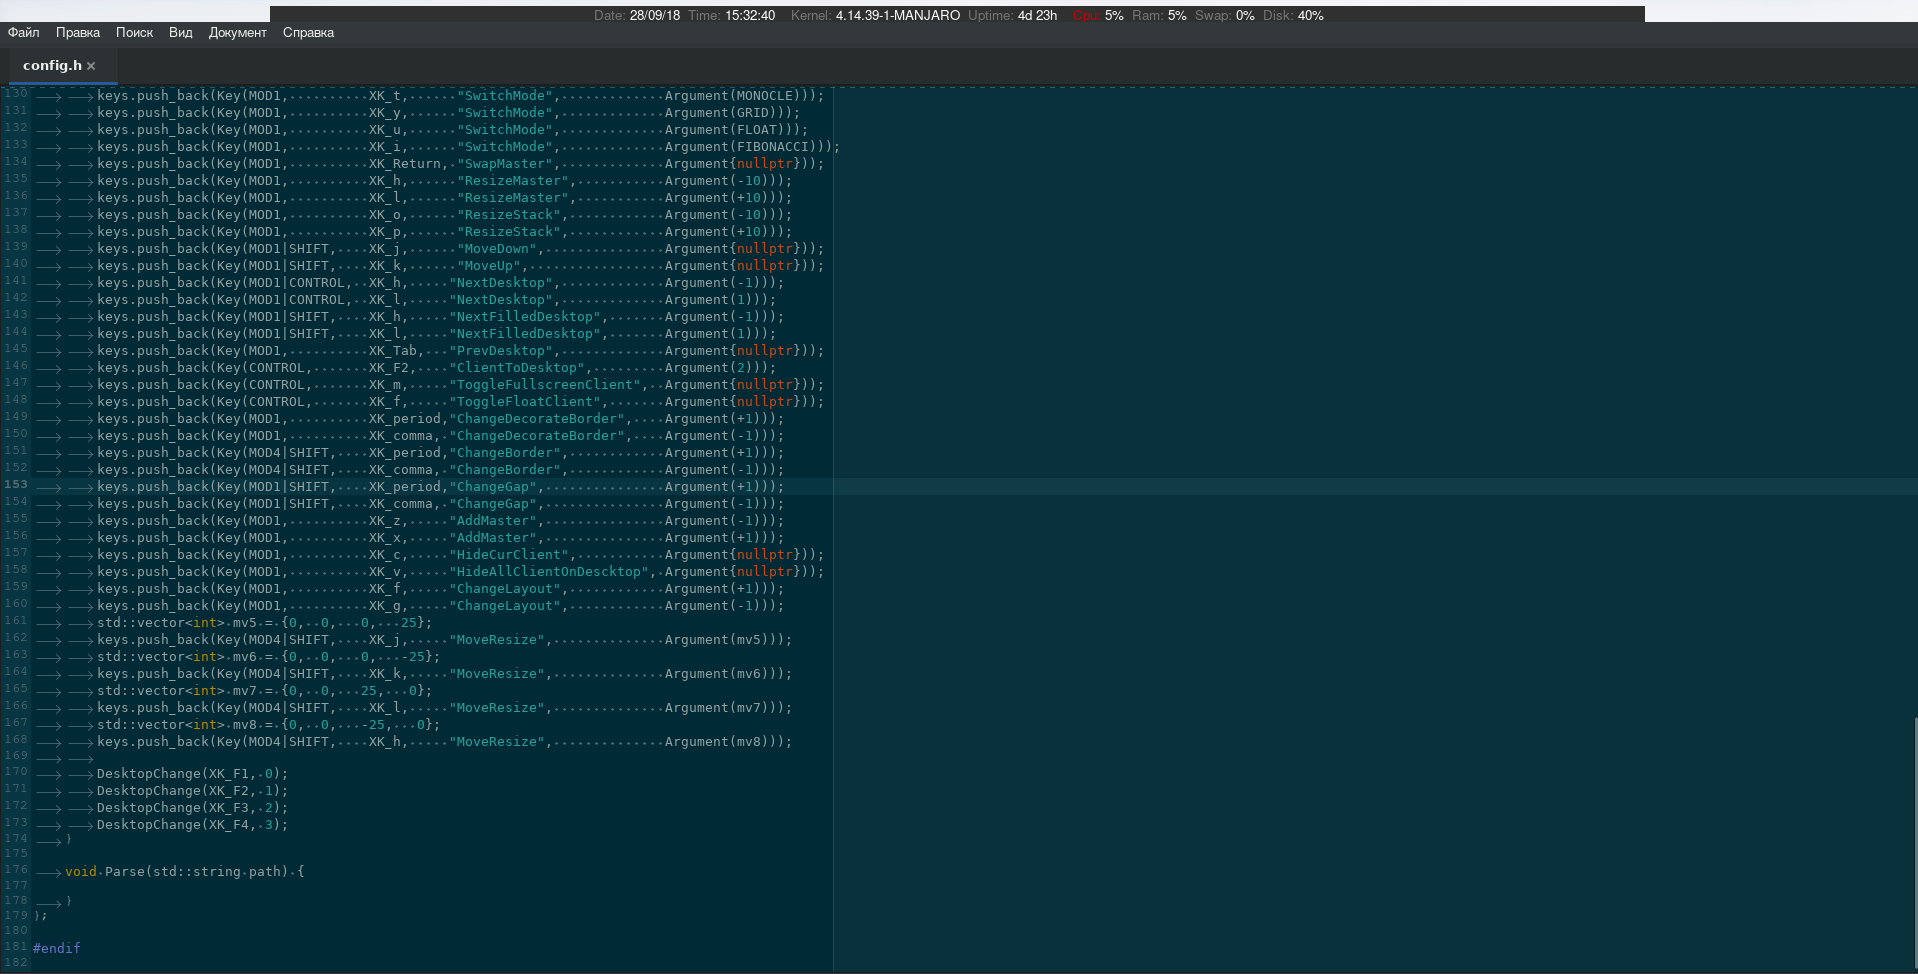 Date: 28/09/18 Time: 15:32:40 Kernel: 4.14.39-1-MANJARO Uptime: 4d 23h Cpu: 5% Ram: 5% Swap: 0% Disk: 40%
Файл Правка Поиск Вид Документ Справка
config.h ×
130 keys.push_back(Key(MOD1, XK_t, "SwitchMode", Argument(MONOCLE)));
131 keys.push_back(Key(MOD1, XK_y, "SwitchMode", Argument(GRID)));
132 keys.push_back(Key(MOD1, XK_u, "SwitchMode", Argument(FLOAT)));
133 keys.push_back(Key(MOD1, XK_i, "SwitchMode", Argument(FIBONACCI)));
134 keys.push_back(Key(MOD1, XK_Return, "SwapMaster", Argument{nullptr}));
135 keys.push_back(Key(MOD1, XK_h, "ResizeMaster", Argument(-10)));
136 keys.push_back(Key(MOD1, XK_l, "ResizeMaster", Argument(+10)));
137 keys.push_back(Key(MOD1, XK_o, "ResizeStack", Argument(-10)));
138 keys.push_back(Key(MOD1, XK_p, "ResizeStack", Argument(+10)));
139 keys.push_back(Key(MOD1|SHIFT, XK_j, "MoveDown", Argument{nullptr}));
140 keys.push_back(Key(MOD1|SHIFT, XK_k, "MoveUp", Argument{nullptr}));
141 keys.push_back(Key(MOD1|CONTROL, XK_h, "NextDesktop", Argument(-1)));
142 keys.push_back(Key(MOD1|CONTROL, XK_l, "NextDesktop", Argument(1)));
143 keys.push_back(Key(MOD1|SHIFT, XK_h, "NextFilledDesktop", Argument(-1)));
144 keys.push_back(Key(MOD1|SHIFT, XK_l, "NextFilledDesktop", Argument(1)));
145 keys.push_back(Key(MOD1, XK_Tab, "PrevDesktop", Argument{nullptr}));
146 keys.push_back(Key(CONTROL, XK_F2, "ClientToDesktop", Argument(2)));
147 keys.push_back(Key(CONTROL, XK_m, "ToggleFullscreenClient", Argument{nullptr}));
148 keys.push_back(Key(CONTROL, XK_f, "ToggleFloatClient", Argument{nullptr}));
149 keys.push_back(Key(MOD1, XK_period,"ChangeDecorateBorder", Argument(+1)));
150 keys.push_back(Key(MOD1, XK_comma, "ChangeDecorateBorder", Argument(-1)));
151 keys.push_back(Key(MOD4|SHIFT, XK_period,"ChangeBorder", Argument(+1)));
152 keys.push_back(Key(MOD4|SHIFT, XK_comma, "ChangeBorder", Argument(-1)));
153 keys.push_back(Key(MOD1|SHIFT, XK_period,"ChangeGap", Argument(+1)));
154 keys.push_back(Key(MOD1|SHIFT, XK_comma, "ChangeGap", Argument(-1)));
155 keys.push_back(Key(MOD1, XK_z, "AddMaster", Argument(-1)));
156 keys.push_back(Key(MOD1, XK_x, "AddMaster", Argument(+1)));
157 keys.push_back(Key(MOD1, XK_c, "HideCurClient", Argument{nullptr}));
158 keys.push_back(Key(MOD1, XK_v, "HideAllClientOnDescktop", Argument{nullptr}));
159 keys.push_back(Key(MOD1, XK_f, "ChangeLayout", Argument(+1)));
160 keys.push_back(Key(MOD1, XK_g, "ChangeLayout", Argument(-1)));
161 std::vector<int> mv5 = {0, 0, 0, 25};
162 keys.push_back(Key(MOD4|SHIFT, XK_j, "MoveResize", Argument(mv5)));
163 std::vector<int> mv6 = {0, 0, 0, -25};
164 keys.push_back(Key(MOD4|SHIFT, XK_k, "MoveResize", Argument(mv6)));
165 std::vector<int> mv7 = {0, 0, 25, 0};
166 keys.push_back(Key(MOD4|SHIFT, XK_l, "MoveResize", Argument(mv7)));
167 std::vector<int> mv8 = {0, 0, -25, 0};
168 keys.push_back(Key(MOD4|SHIFT, XK_h, "MoveResize", Argument(mv8)));
169
170 DesktopChange(XK_F1, 0);
171 DesktopChange(XK_F2, 1);
172 DesktopChange(XK_F3, 2);
173 DesktopChange(XK_F4, 3);
174 }
175
176 void Parse(std::string path) {
177
178 }
179 };
180
181 #endif
182